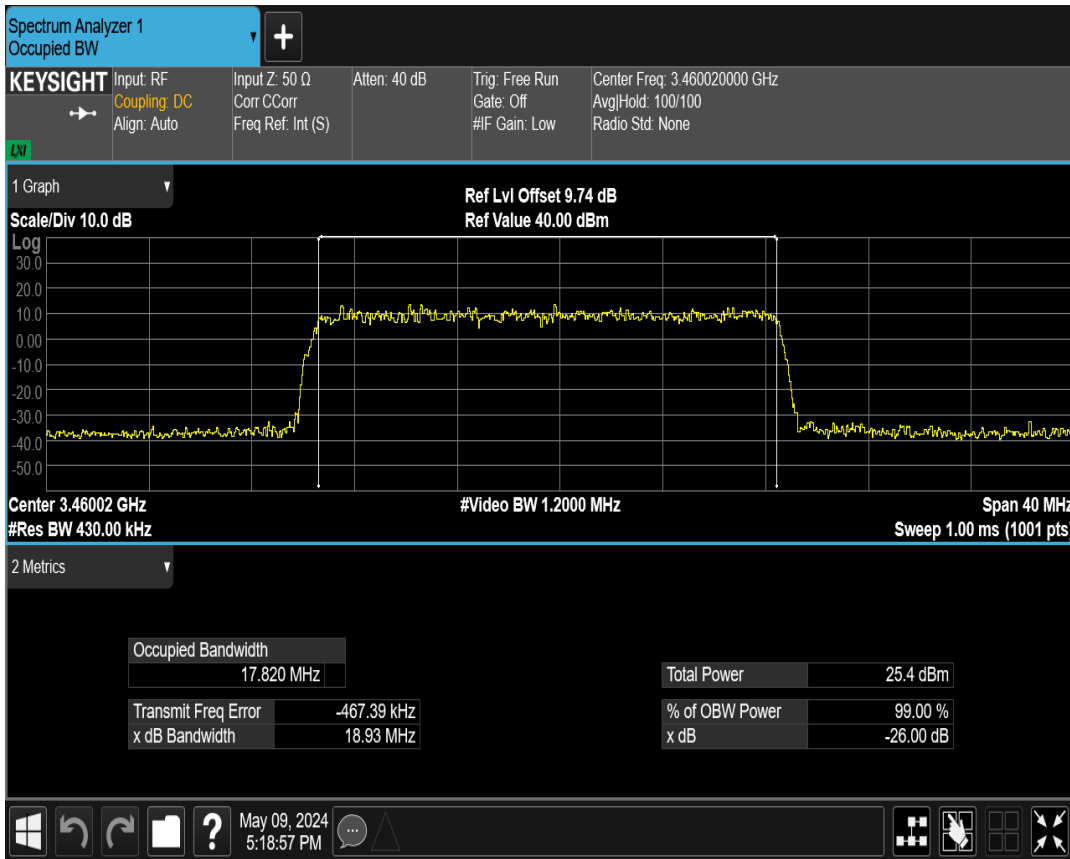 Spectrum Analyzer 1
Occupied BW
+
KEYSIGHT
Input: RF
Coupling: DC
Align: Auto
Input Z: 50 Ω
Corr CCorr
Freq Ref: Int (S)
Atten: 40 dB
Trig: Free Run
Gate: Off
#IF Gain: Low
Center Freq: 3.460020000 GHz
Avg|Hold: 100/100
Radio Std: None
LXI
1 Graph
Ref Lvl Offset 9.74 dB
Scale/Div 10.0 dB
Ref Value 40.00 dBm
Log
30.0
20.0
10.0
0.00
-10.0
-20.0
-30.0
-40.0
-50.0
Center 3.46002 GHz
#Video BW 1.2000 MHz
Span 40 MHz
#Res BW 430.00 kHz
Sweep 1.00 ms (1001 pts)
2 Metrics
Occupied Bandwidth
17.820 MHz
Total Power 25.4 dBm
Transmit Freq Error -467.39 kHz
% of OBW Power 99.00 %
x dB Bandwidth 18.93 MHz
x dB -26.00 dB
?
May 09, 2024
5:18:57 PM